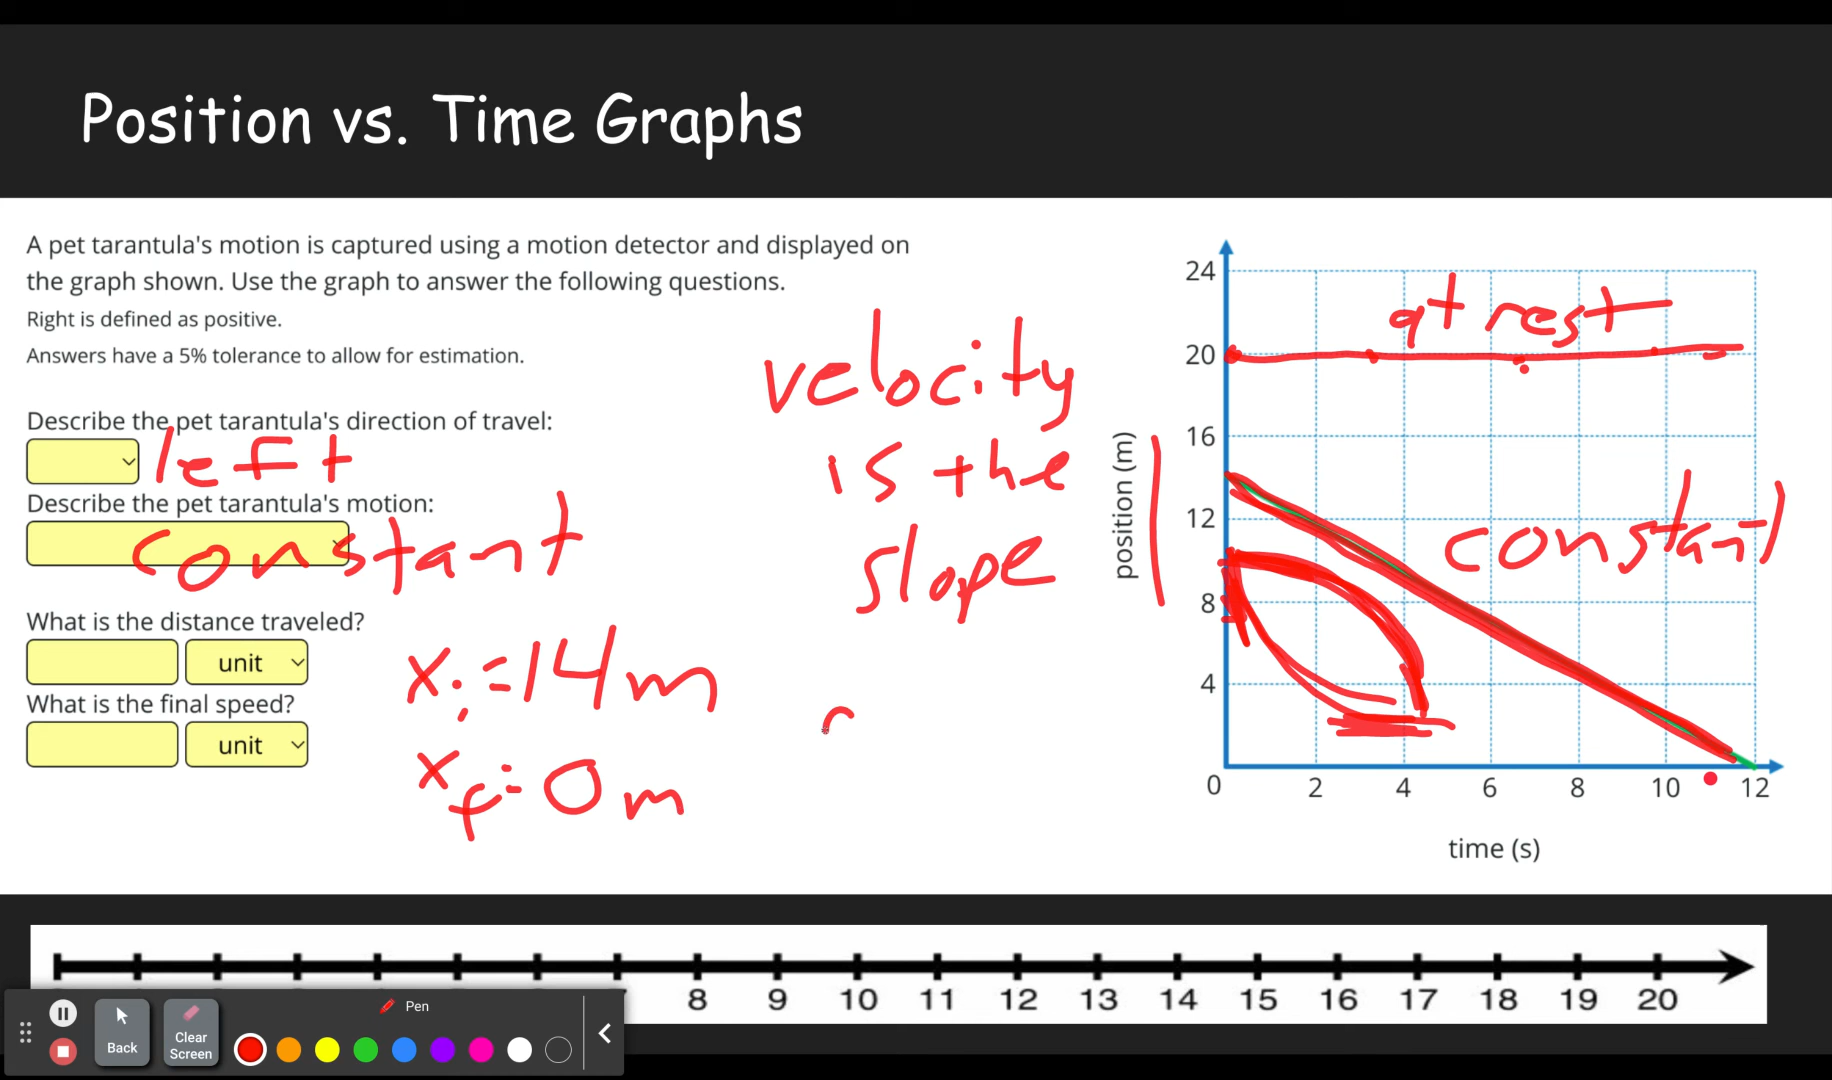 Position vs. Time Graphs
A pet tarantula's motion is captured using a motion detector and displayed on
the graph shown. Use the graph to answer the following questions.
Right is defined as positive.
Answers have a 5% tolerance to allow for estimation.
Describe the pet tarantula's direction of travel:
left
Describe the pet tarantula's motion:
constant
What is the distance traveled?
unit
What is the final speed?
unit
xi = 14 m
xf = 0 m
velocity
is the
slope
position (m)
24
20
16
12
8
4
0 2 4 6 8 10 12
time (s)
at rest
constant
8 9 10 11 12 13 14 15 16 17 18 19 20
Back
Clear
Screen
Pen